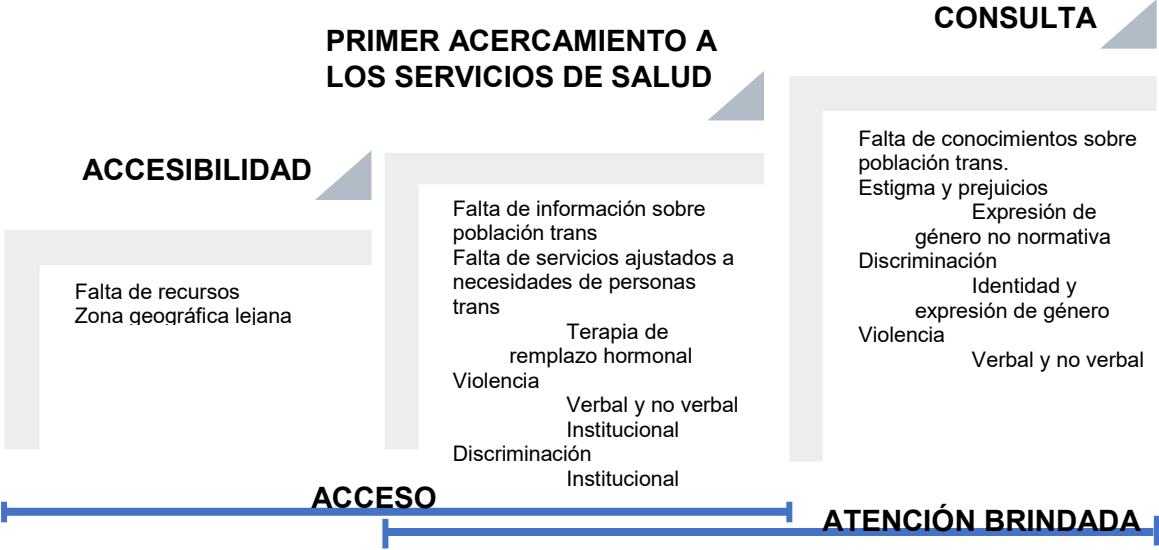 ACCESIBILIDAD
Falta de recursos
Zona geográfica lejana
PRIMER ACERCAMIENTO A
LOS SERVICIOS DE SALUD
Falta de información sobre
población trans
Falta de servicios ajustados a
necesidades de personas
trans
Terapia de
remplazo hormonal
Violencia
Verbal y no verbal
Institucional
Discriminación
Institucional
CONSULTA
Falta de conocimientos sobre
población trans.
Estigma y prejuicios
Expresión de
género no normativa
Discriminación
Identidad y
expresión de género
Violencia
Verbal y no verbal
ACCESO
ATENCIÓN BRINDADA